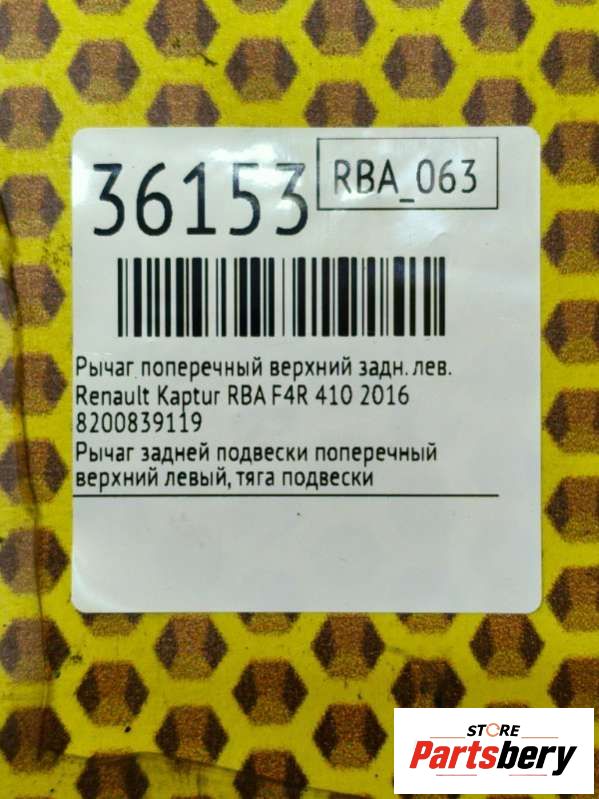 36153
RBA_063
Рычаг поперечный верхний задн. лев.
Renault Kaptur RBA F4R 410 2016
8200839119
Рычаг задней подвески поперечный
верхний левый, тяга подвески
STORE
Partsbery